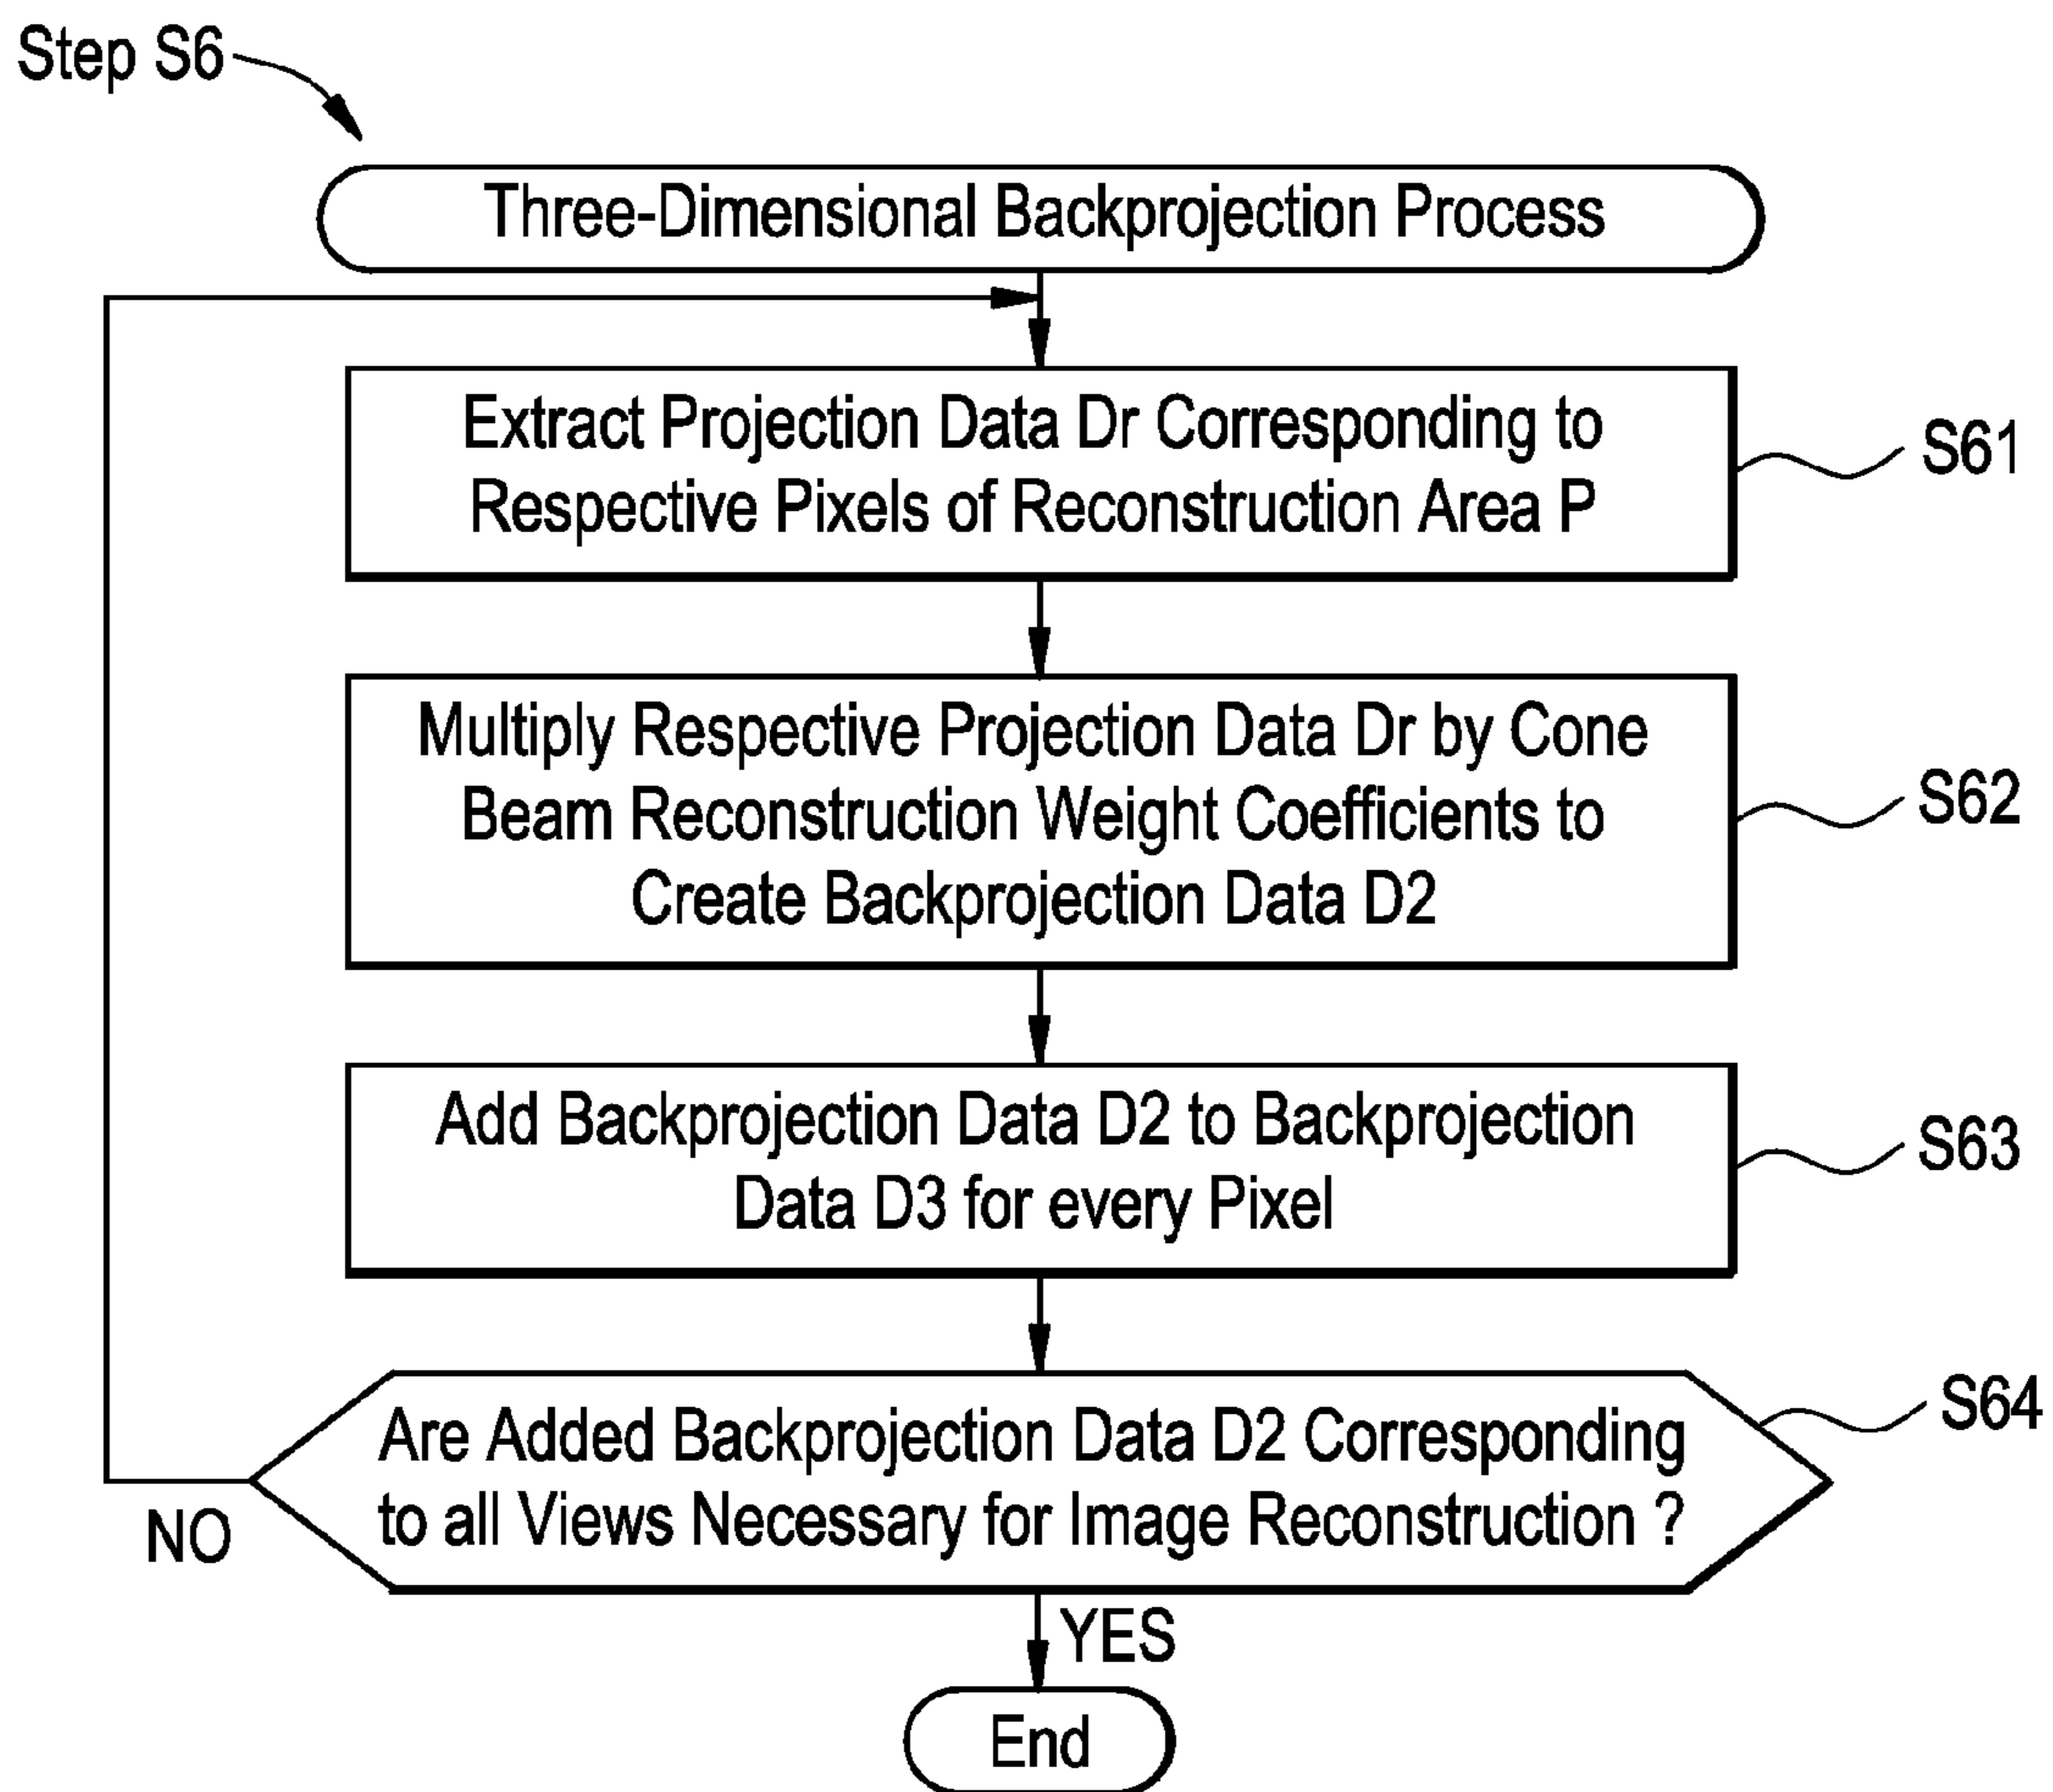 Step S6
Three-Dimensional Backprojection Process
Extract Projection Data Dr Corresponding to
Respective Pixels of Reconstruction Area P
S61
Multiply Respective Projection Data Dr by Cone
Beam Reconstruction Weight Coefficients to
Create Backprojection Data D2
S62
Add Backprojection Data D2 to Backprojection
Data D3 for every Pixel
S63
Are Added Backprojection Data D2 Corresponding
to all Views Necessary for Image Reconstruction ?
S64
NO
YES
End